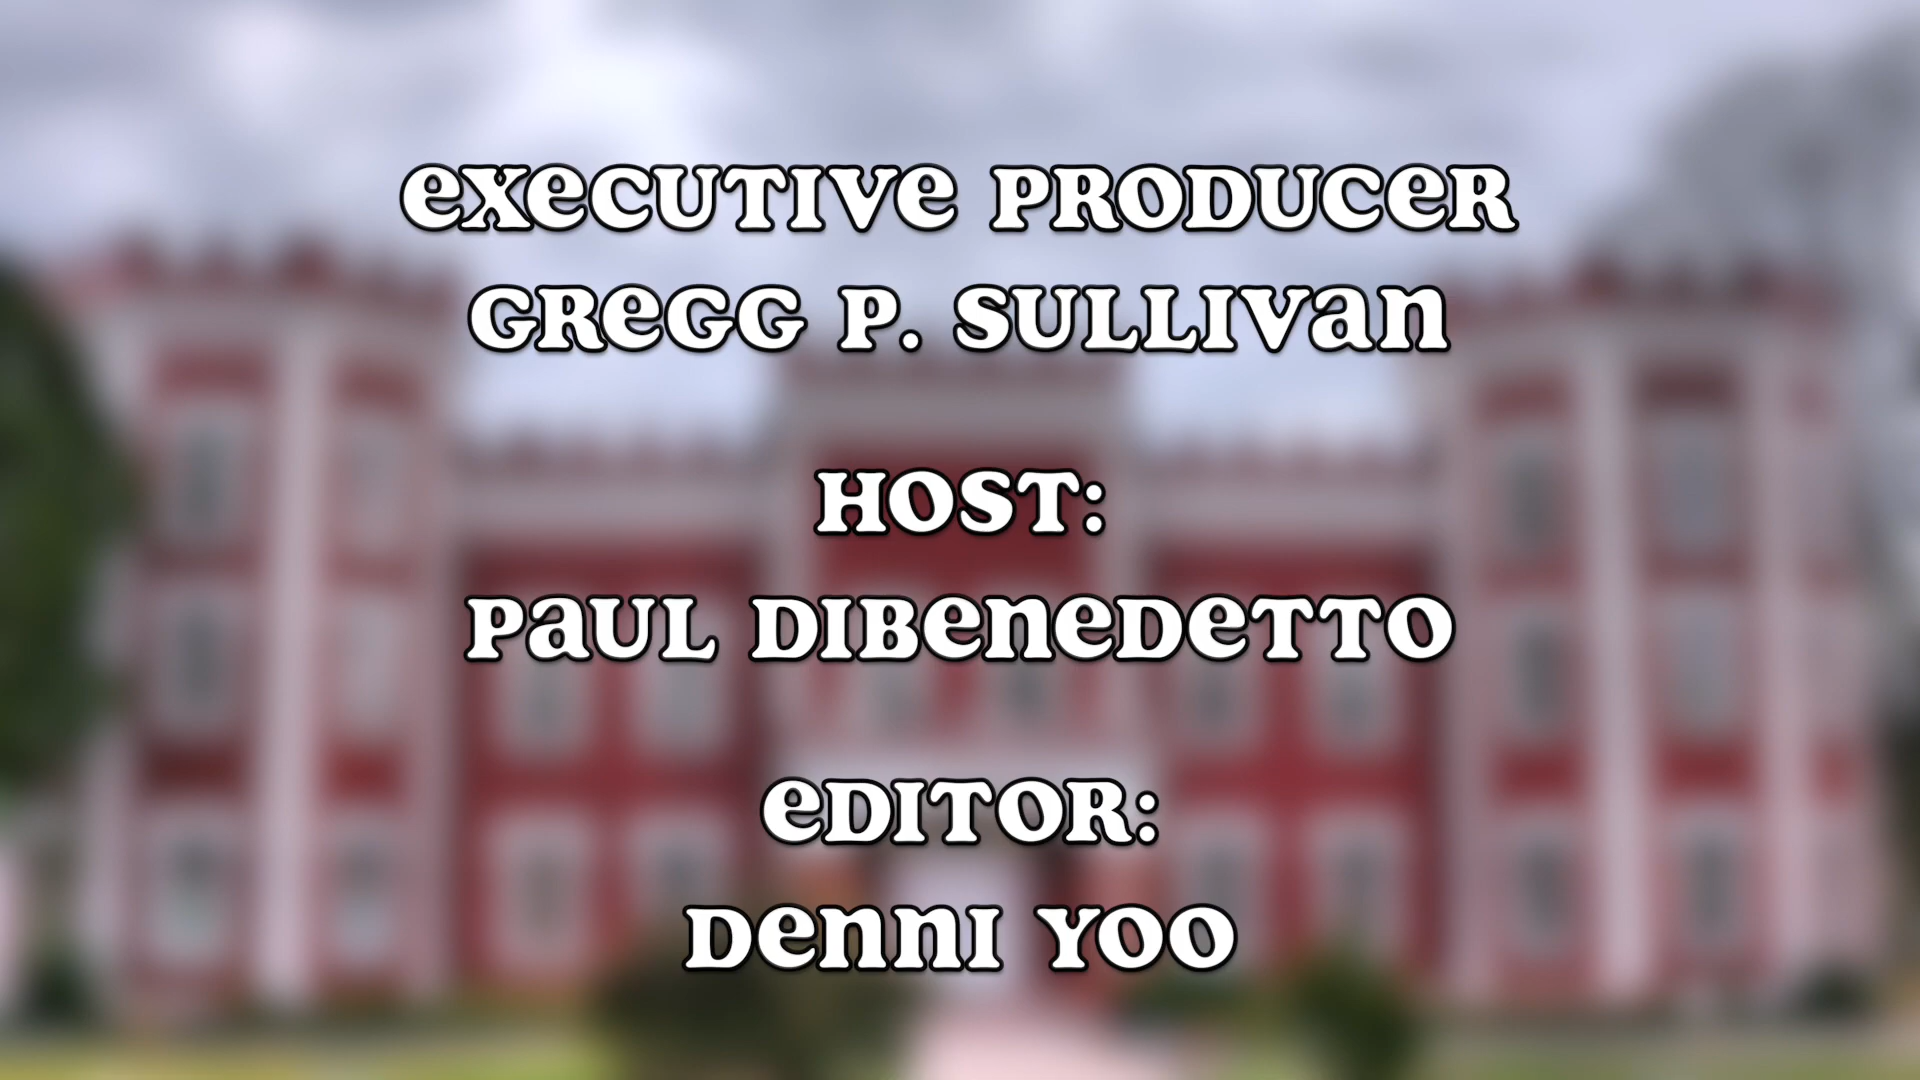 EXECUTIVE PRODUCER
GREGG P. SULLIVAN
HOST:
PAUL DIBENEDETTO
EDITOR:
DENNI YOO